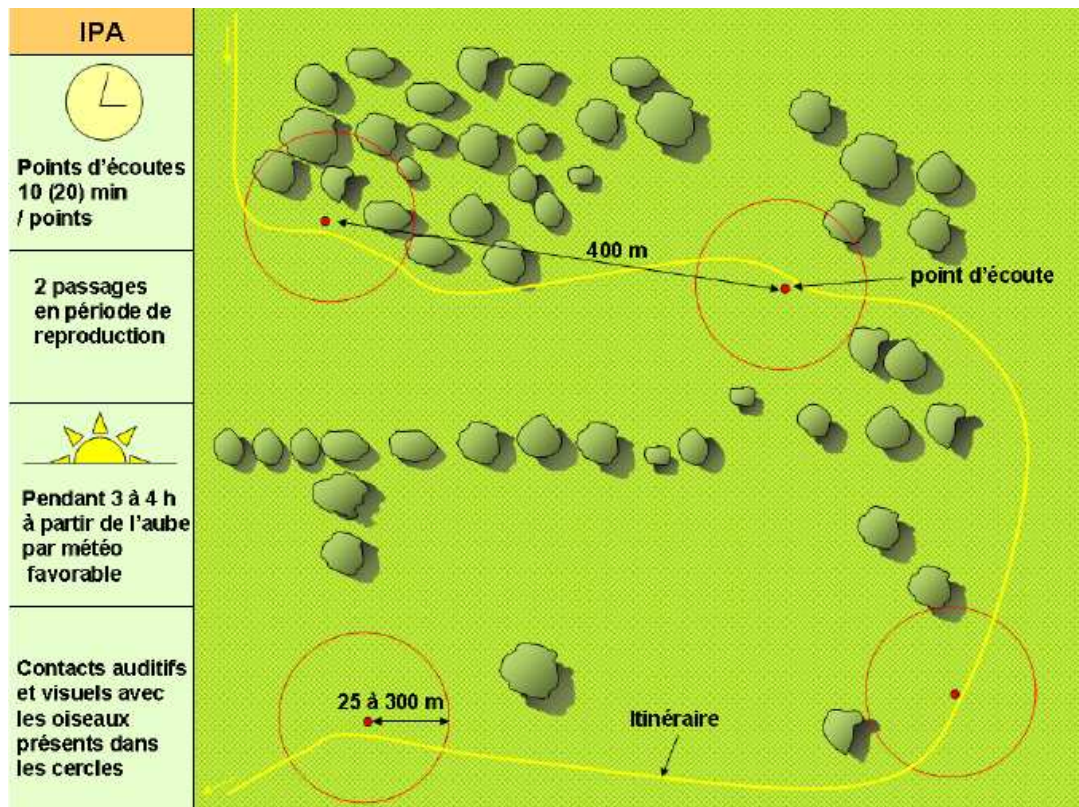 IPA
Points d'écoutes
10 (20) min
/ points
2 passages
en période de
reproduction
Pendant 3 à 4 h
à partir de l'aube
par météo
favorable
Contacts auditifs
et visuels avec
les oiseaux
présents dans
les cercles
400 m
point d'écoute
25 à 300 m
Itinéraire